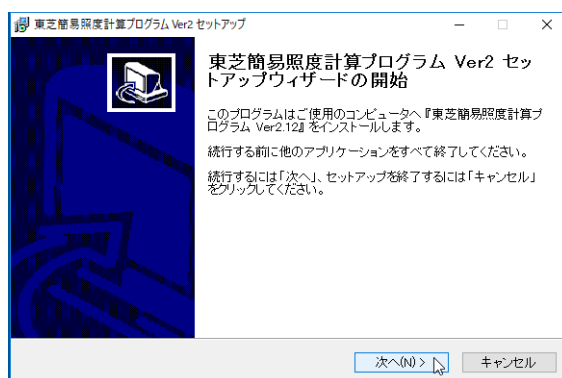 東芝簡易照度計算プログラム Ver2 セットアップ
東芝簡易照度計算プログラム Ver2 セッ
トアップウィザードの開始
このプログラムはご使用のコンピュータへ『東芝簡易照度計算プ
ログラム Ver2.12』をインストールします。
続行する前に他のアプリケーションをすべて終了してください。
続行するには「次へ」、セットアップを終了するには「キャンセル」
をクリックしてください。
次へ(N) >
キャンセル